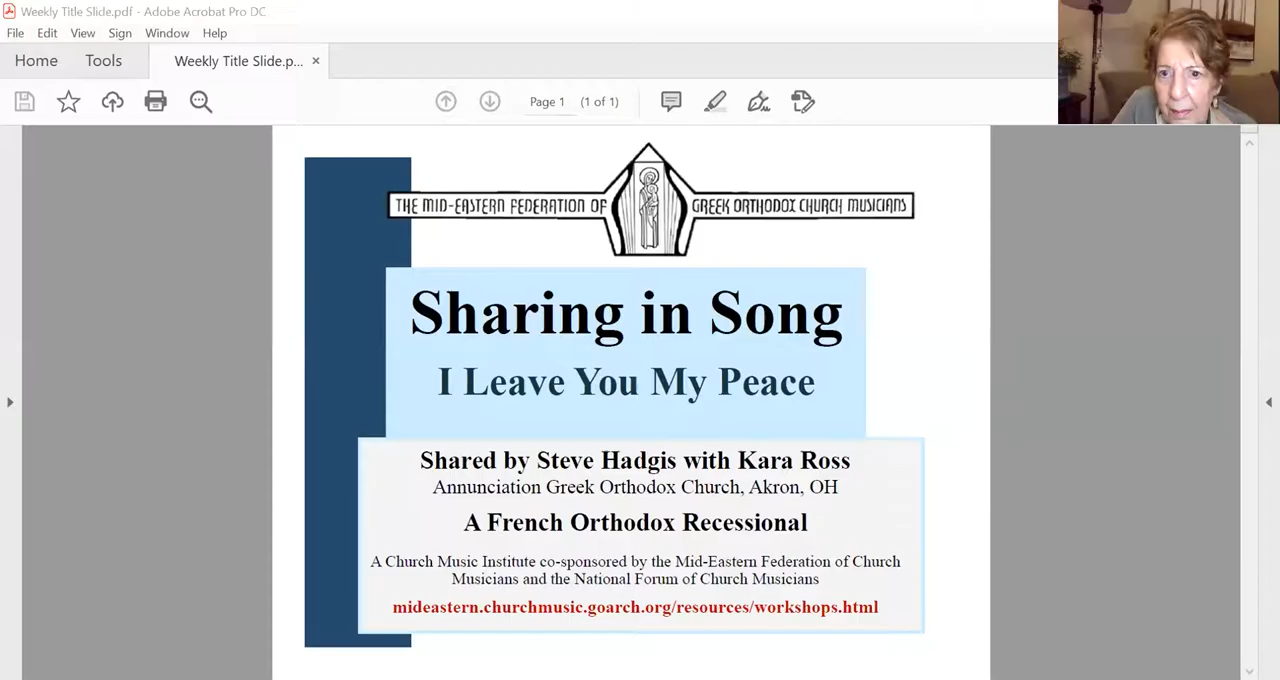 Weekly Title Slide.pdf - Adobe Acrobat Pro DC
File Edit View Sign Window Help
Home Tools Weekly Title Slide.p... ×
Page 1 (1 of 1)
THE MID-EASTERN FEDERATION OF GREEK ORTHODOX CHURCH MUSICIANS
Sharing in Song
I Leave You My Peace
Shared by Steve Hadgis with Kara Ross
Annunciation Greek Orthodox Church, Akron, OH
A French Orthodox Recessional
A Church Music Institute co-sponsored by the Mid-Eastern Federation of Church
Musicians and the National Forum of Church Musicians
mideastern.churchmusic.goarch.org/resources/workshops.html